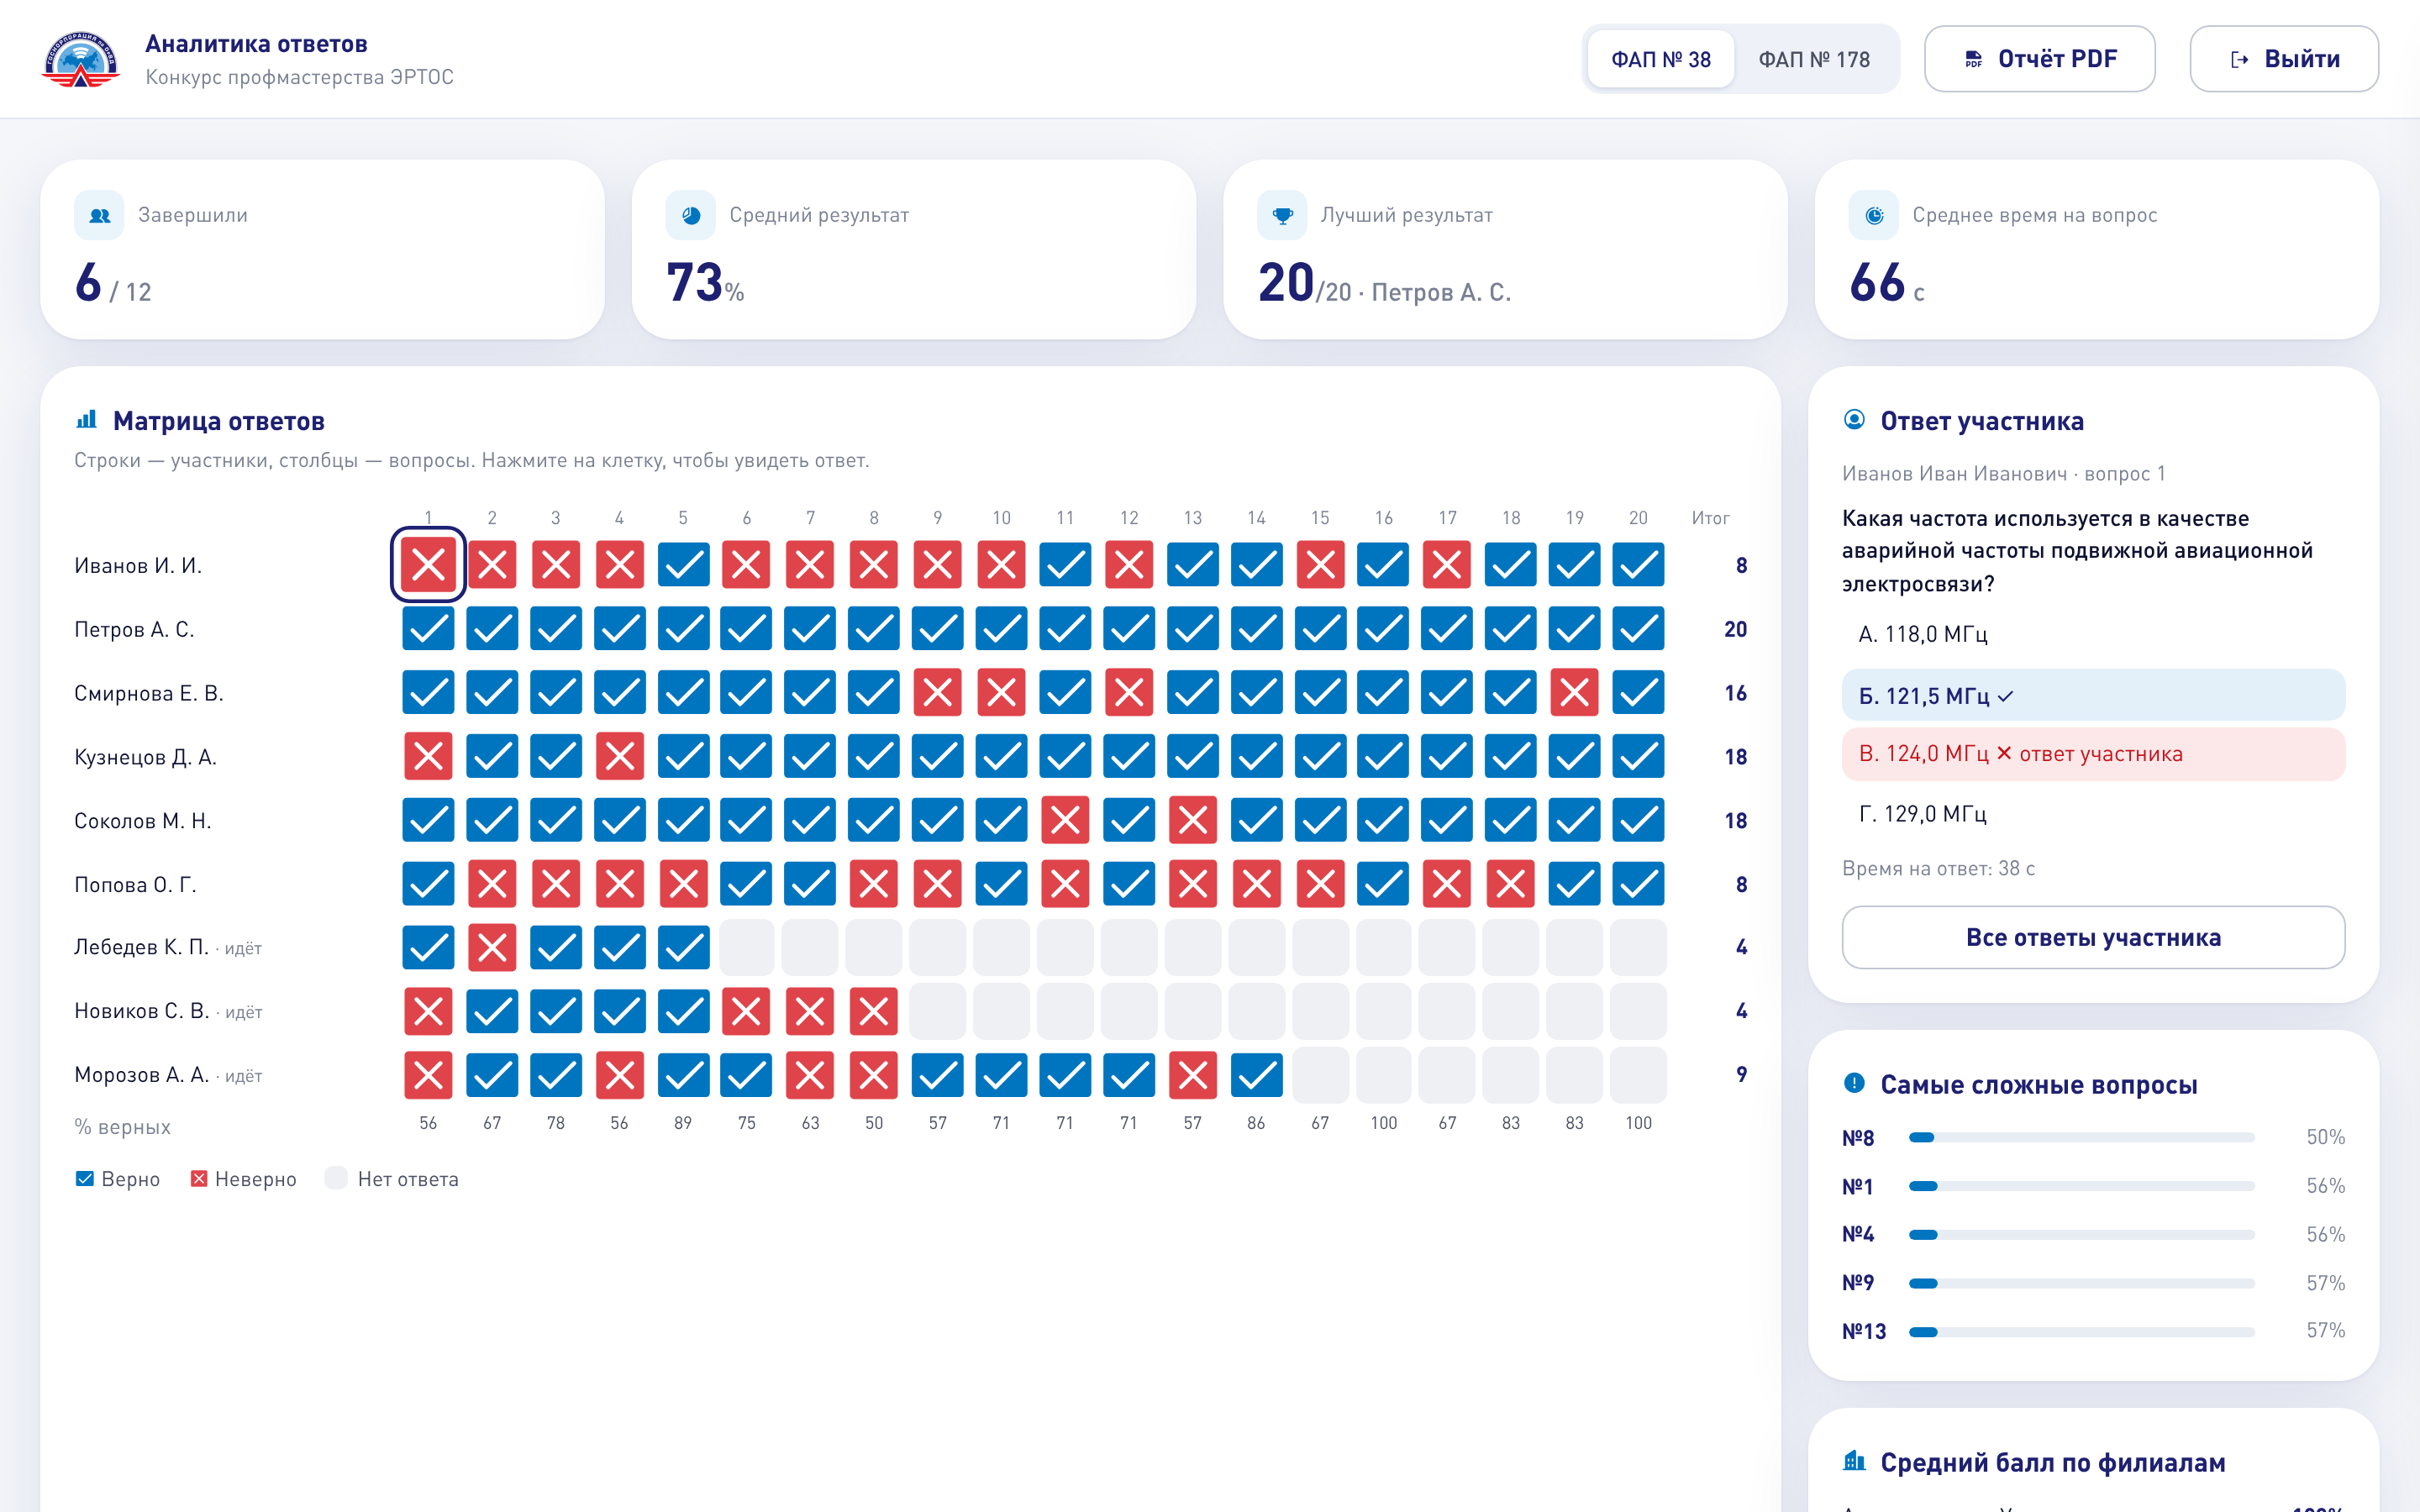 Аналитика ответов
Конкурс профмастерства ЭРТОС
ФАП № 38
ФАП № 178
PDF
Отчёт PDF
Выйти
Завершили
6 / 12
Средний результат
73%
Лучший результат
20/20 · Петров А. С.
Среднее время на вопрос
66 с
Матрица ответов
Строки — участники, столбцы — вопросы. Нажмите на клетку, чтобы увидеть ответ.
1 2 3 4 5 6 7 8 9 10 11 12 13 14 15 16 17 18 19 20 Итог
Иванов И. И. 8
Петров А. С. 20
Смирнова Е. В. 16
Кузнецов Д. А. 18
Соколов М. Н. 18
Попова О. Г. 8
Лебедев К. П. · идёт 4
Новиков С. В. · идёт 4
Морозов А. А. · идёт 9
% верных 56 67 78 56 89 75 63 50 57 71 71 71 57 86 67 100 67 83 83 100
Верно Неверно Нет ответа
Ответ участника
Иванов Иван Иванович · вопрос 1
Какая частота используется в качестве
аварийной частоты подвижной авиационной
электросвязи?
А. 118,0 МГц
Б. 121,5 МГц ✓
В. 124,0 МГц ✕ ответ участника
Г. 129,0 МГц
Время на ответ: 38 с
Все ответы участника
Самые сложные вопросы
№8 50%
№1 56%
№4 56%
№9 57%
№13 57%
Средний балл по филиалам